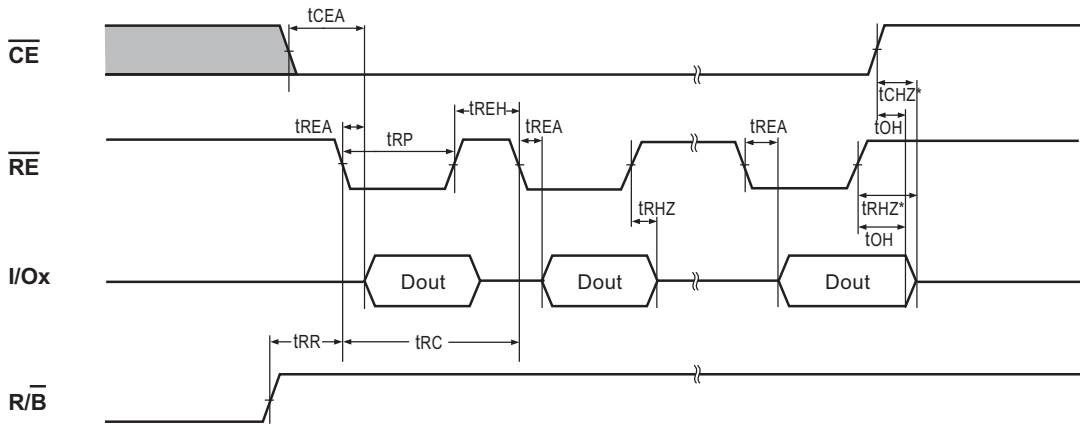 tCEA
CE
tCHZ*
tREH
tREA
tRP
tREA
tREA
tOH
RE
tRHZ
tRHZ*
tOH
I/Ox
Dout
Dout
Dout
tRR
tRC
R/B